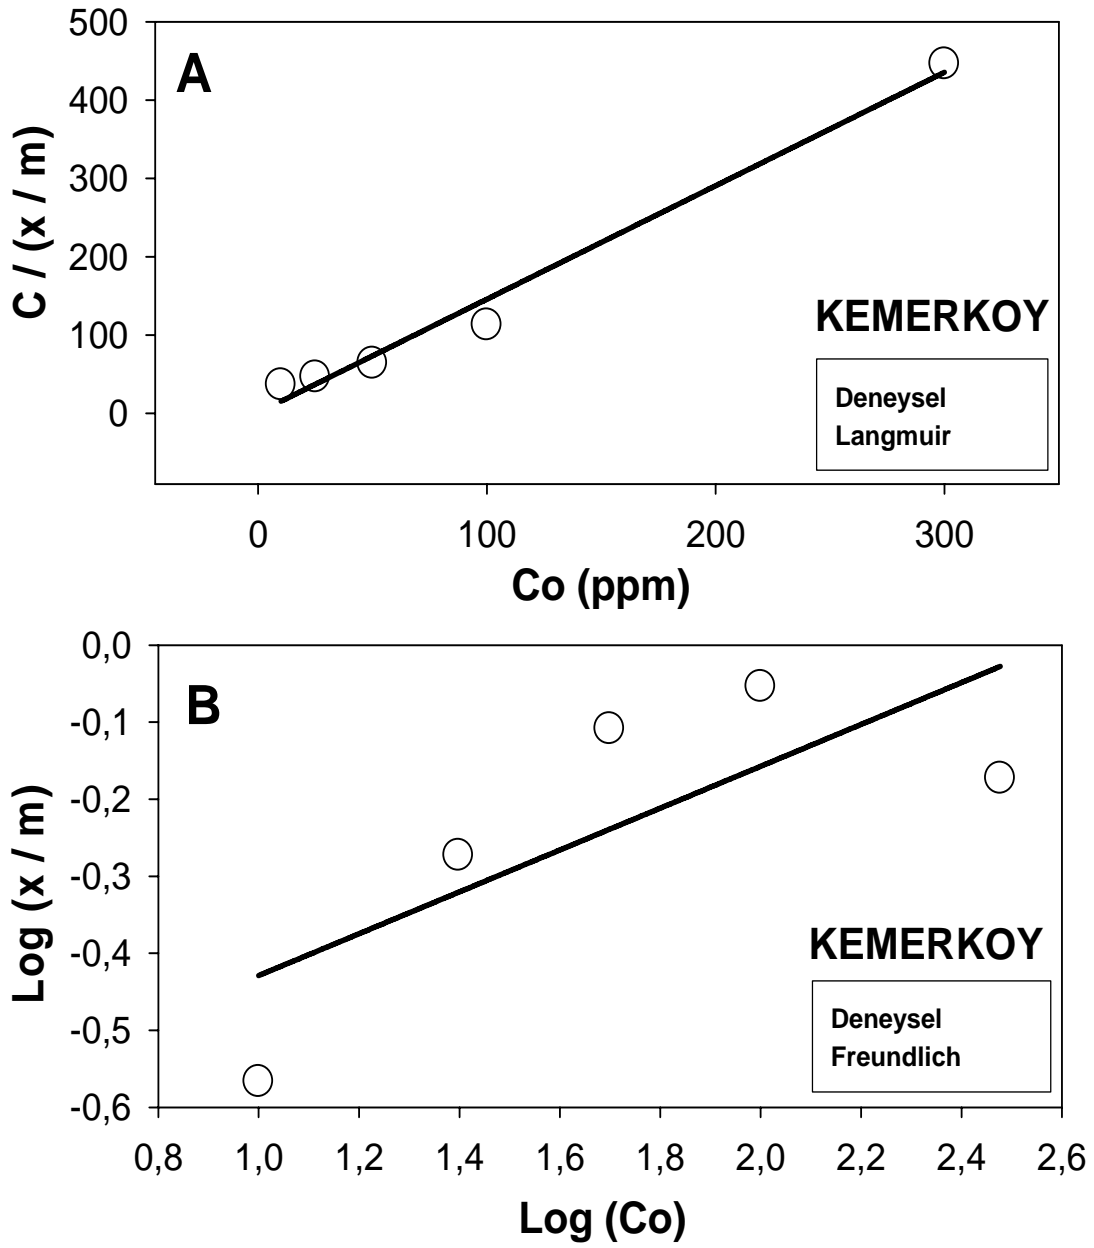 500
400
300
200
100
0
C / (x / m)
A
KEMERKOY
Deneysel
Langmuir
0 100 200 300
Co (ppm)
0,0
-0,1
-0,2
-0,3
-0,4
-0,5
-0,6
Log (x / m)
B
KEMERKOY
Deneysel
Freundlich
0,8 1,0 1,2 1,4 1,6 1,8 2,0 2,2 2,4 2,6
Log (Co)